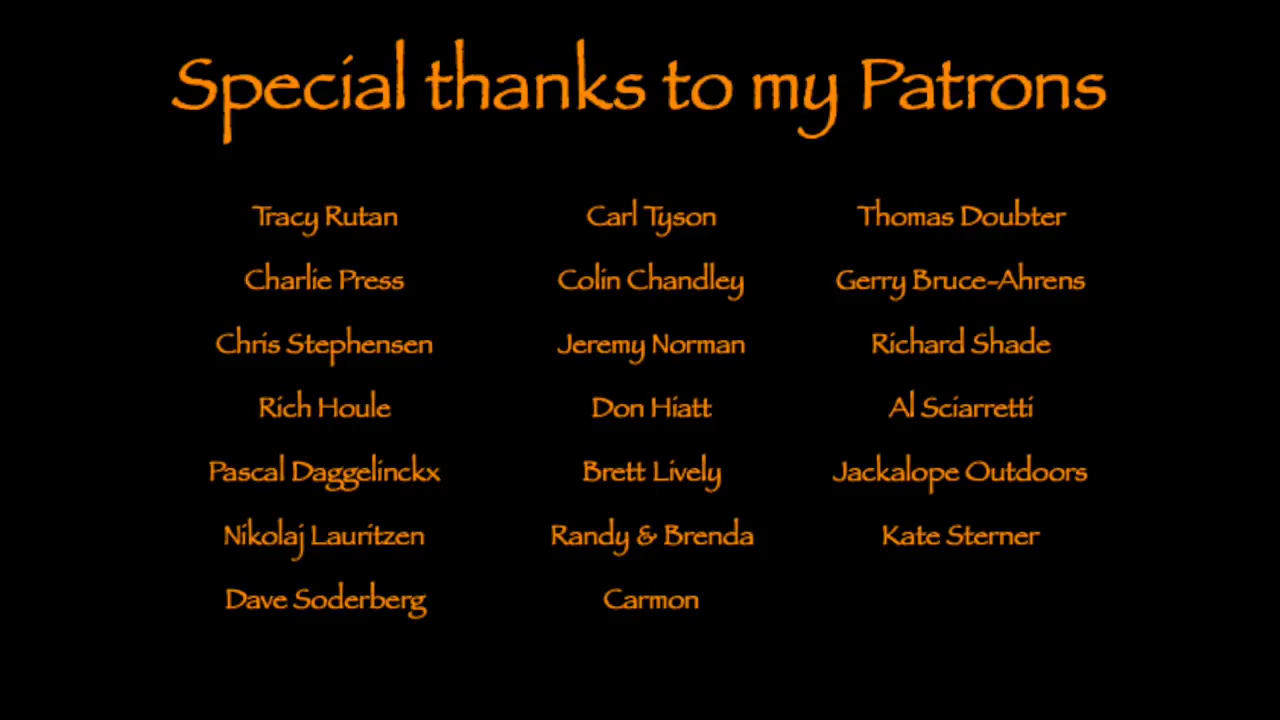 Special thanks to my Patrons
Tracy Rutan
Charlie Press
Chris Stephensen
Rich Houle
Pascal Daggelinckx
Nikolaj Lauritzen
Dave Soderberg
Carl Tyson
Colin Chandley
Jeremy Norman
Don Hiatt
Brett Lively
Randy & Brenda
Carmon
Thomas Doubter
Gerry Bruce-Ahrens
Richard Shade
Al Sciarretti
Jackalope Outdoors
Kate Sterner